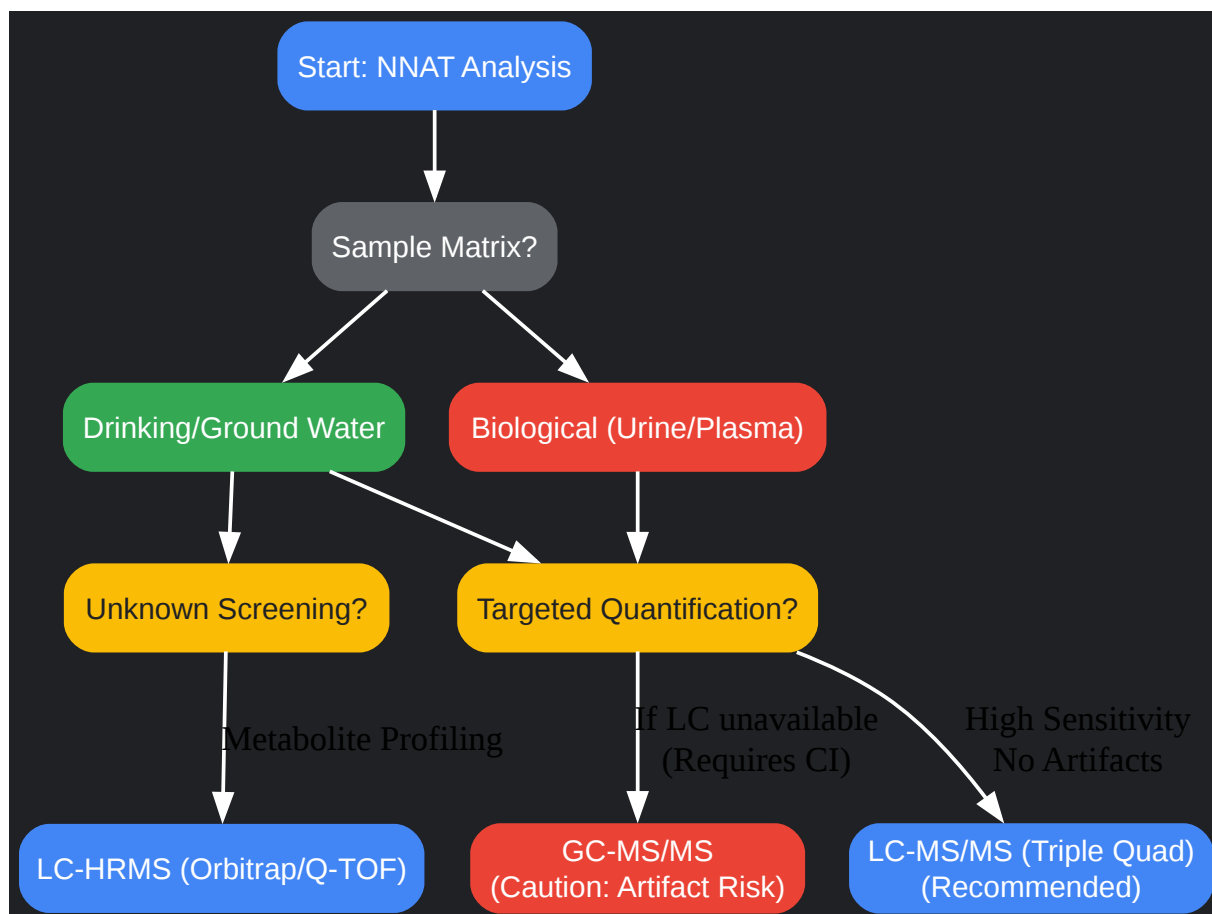 Start: NNAT Analysis
Sample Matrix?
Drinking/Ground Water
Biological (Urine/Plasma)
Unknown Screening?
Targeted Quantification?
Metabolite Profiling
If LC unavailable
(Requires CI)
High Sensitivity
No Artifacts
LC-HRMS (Orbitrap/Q-TOF)
GC-MS/MS
(Caution: Artifact Risk)
LC-MS/MS (Triple Quad)
(Recommended)